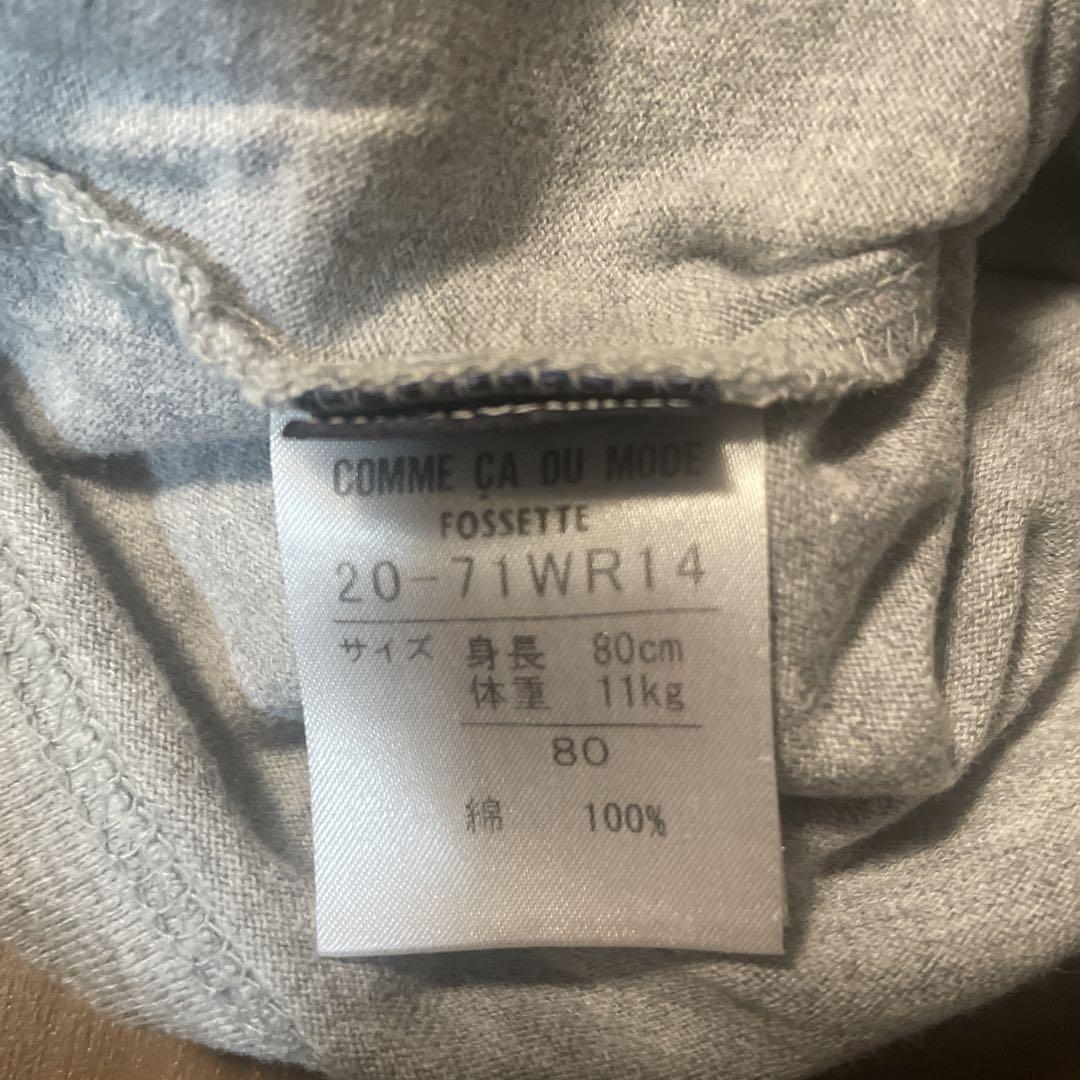 COMME ÇA DU MODE
FOSSETTE
20-71WR14
サイズ 身長 80cm
体重 11kg
80
綿 100%